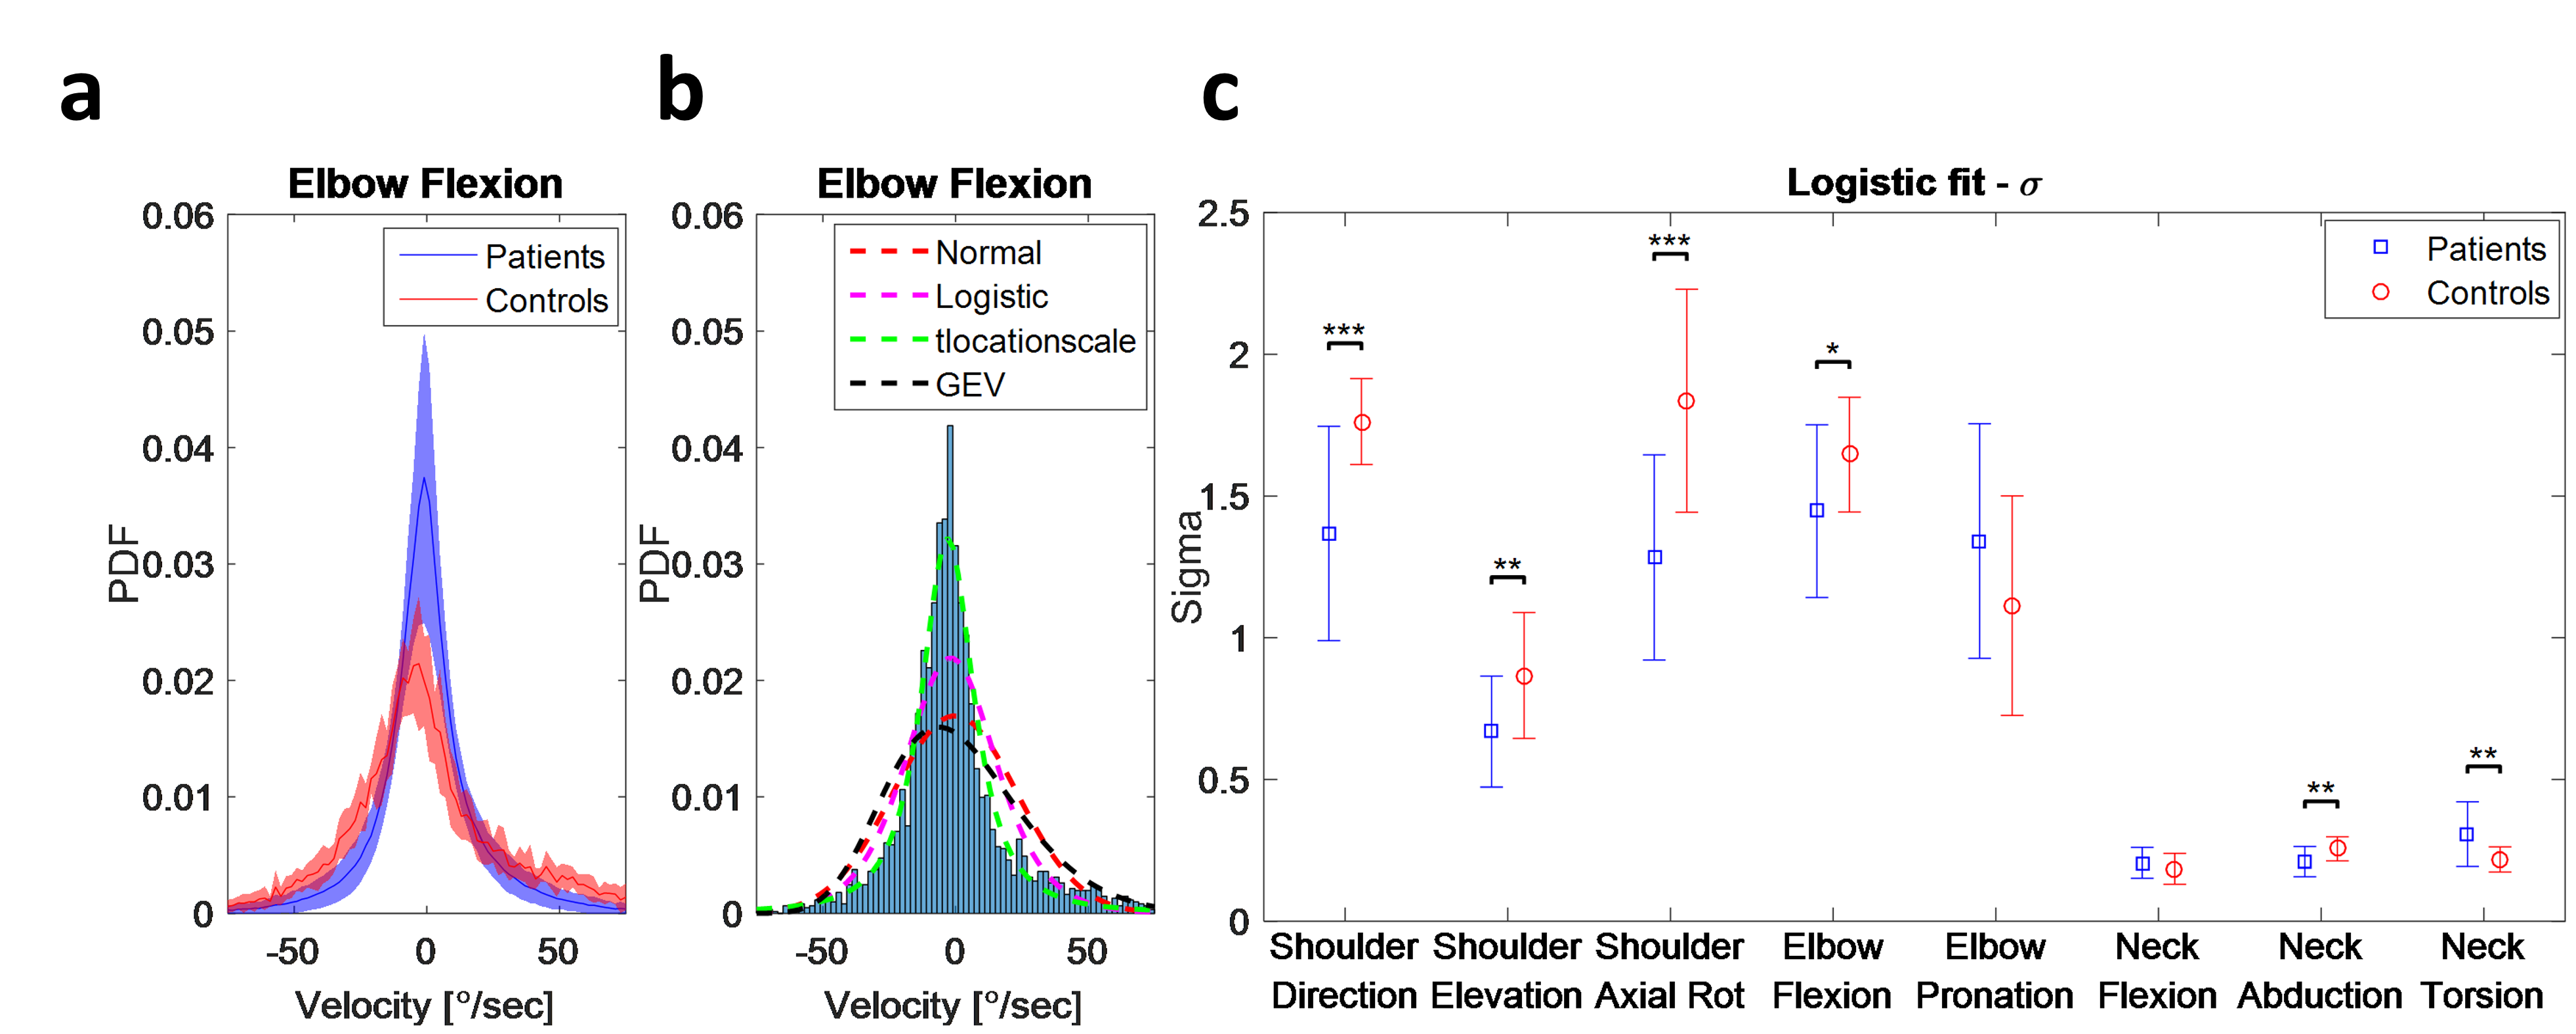 a
Elbow Flexion
Patients
Controls
0.06
0.05
0.04
0.03
0.02
0.01
0
PDF
-50 0 50
Velocity [°/sec]
b
Elbow Flexion
Normal
Logistic
tlocationscale
GEV
0.06
0.05
0.04
0.03
0.02
0.01
0
PDF
-50 0 50
Velocity [°/sec]
c
Logistic fit - σ
Patients
Controls
2.5
2
1.5
1
0.5
0
Sigma
***
**
***
*
**
**
Shoulder Direction
Shoulder Elevation
Shoulder Axial Rot
Elbow Flexion
Elbow Pronation
Neck Flexion
Neck Abduction
Neck Torsion